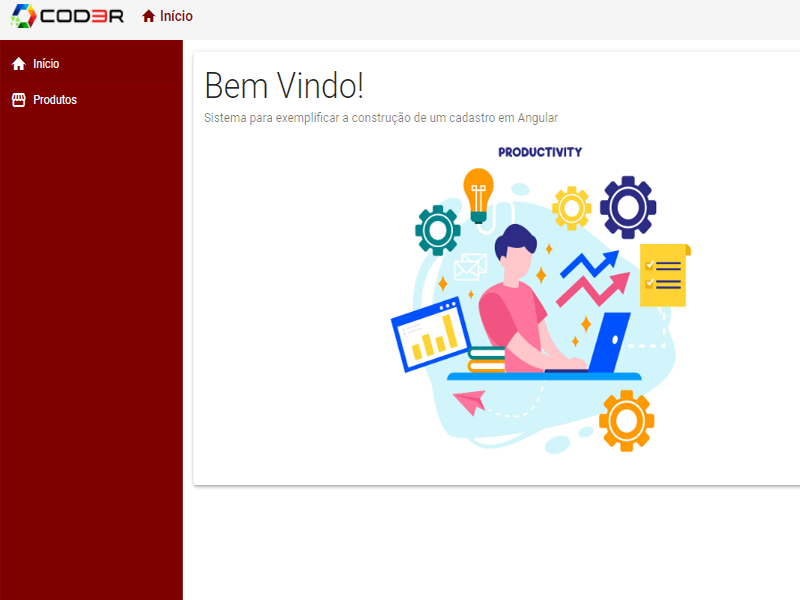 COD3R
Início
Início
Produtos
Bem Vindo!
Sistema para exemplificar a construção de um cadastro em Angular
PRODUCTIVITY